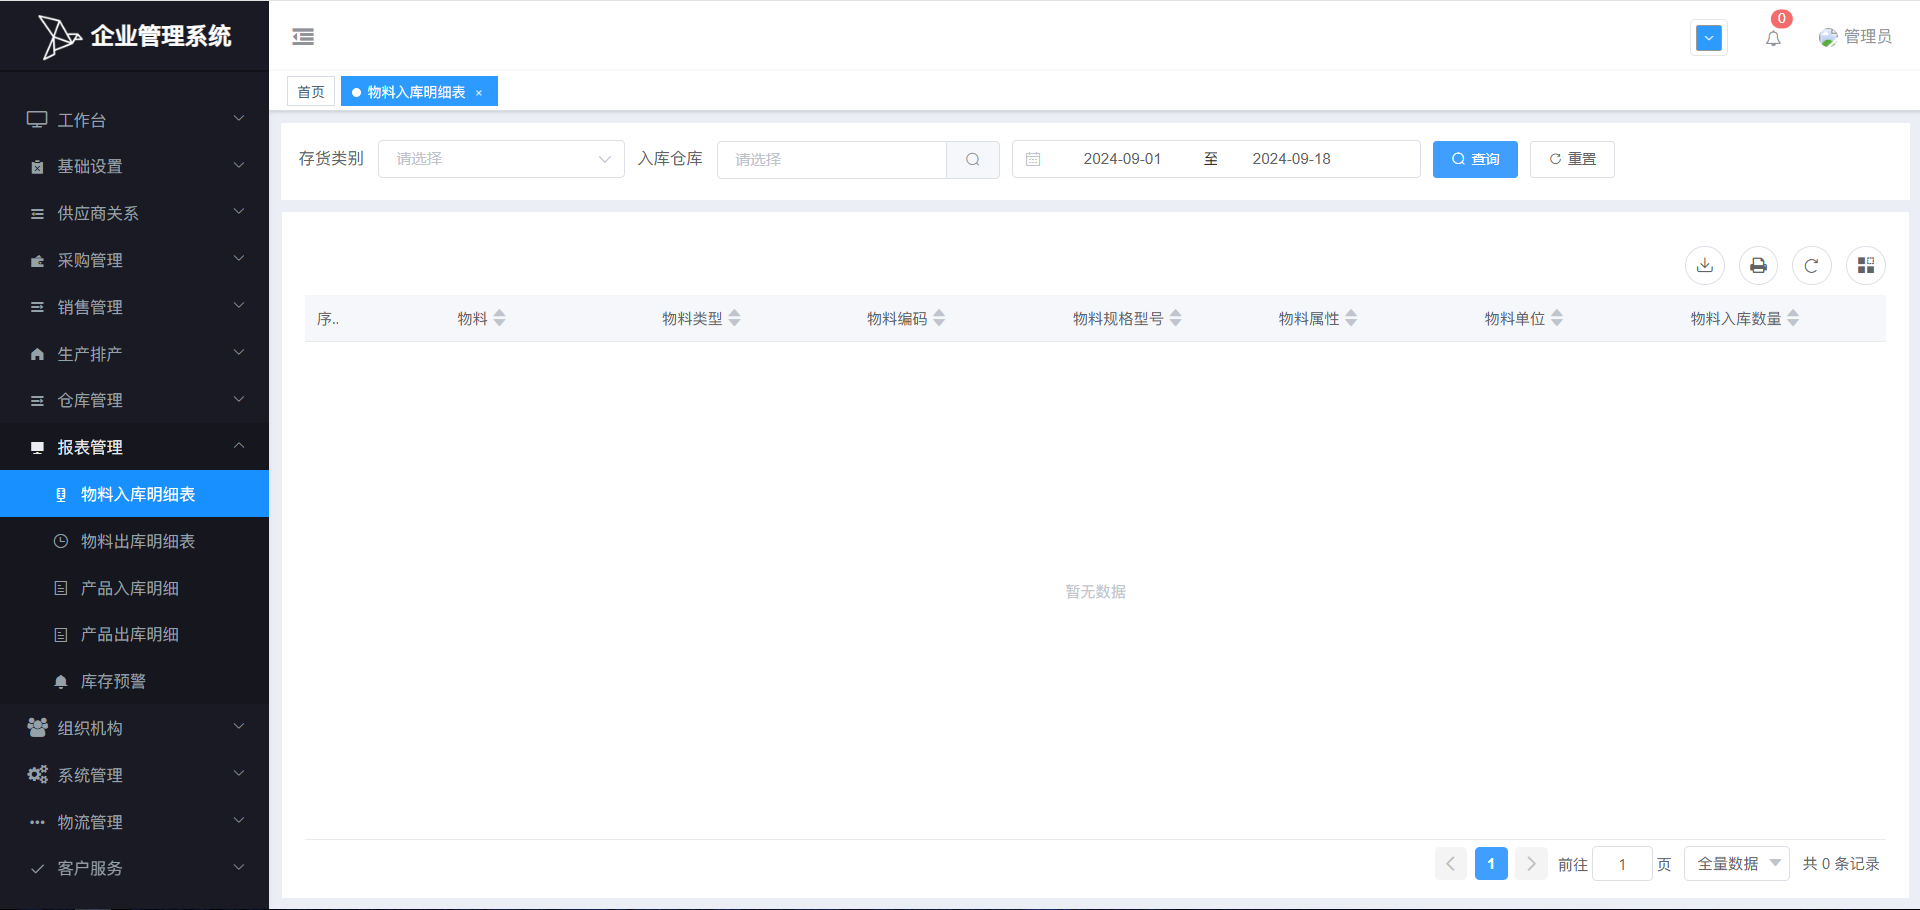 企业管理系统
0
管理员
首页
物料入库明细表 ×
工作台
基础设置
供应商关系
采购管理
销售管理
生产排产
仓库管理
报表管理
物料入库明细表
物料出库明细表
产品入库明细
产品出库明细
库存预警
组织机构
系统管理
物流管理
客户服务
存货类别 请选择 入库仓库 请选择 2024-09-01 至 2024-09-18 查询 重置
序.. 物料 物料类型 物料编码 物料规格型号 物料属性 物料单位 物料入库数量
暂无数据
1 前往 1 页 全量数据 共 0 条记录